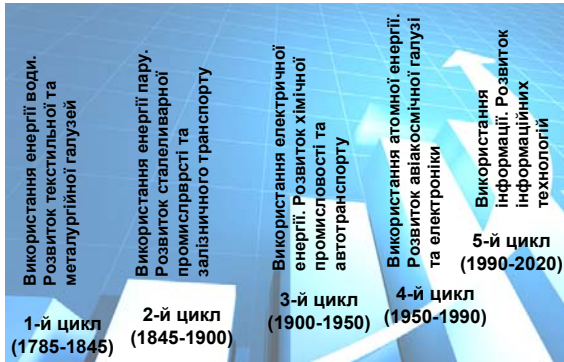 Використання енергії води.
Розвиток текстильної та
металургійної галузей
1-й цикл
(1785-1845)
Використання енергії пару.
Розвиток сталеливарної
промислрврсті та
залізничного транспорту
2-й цикл
(1845-1900)
Використання електричної
енергії. Розвиток хімічної
промисловості та
автотранспорту
3-й цикл
(1900-1950)
Використання атомної енергії.
Розвиток авіакосмічної галузі
та електроніки
4-й цикл
(1950-1990)
Використання
інформації. Розвиток
інформаційних
технологій
5-й цикл
(1990-2020)